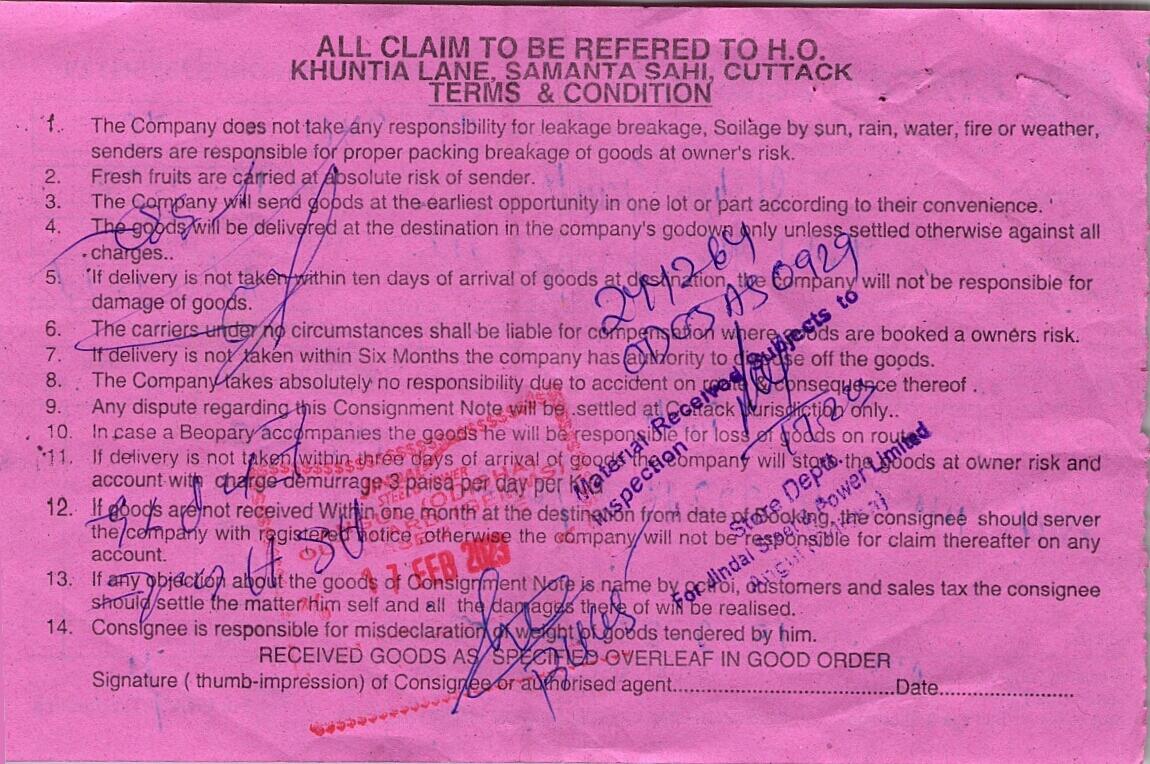 ALL CLAIM TO BE REFERED TO H.O.
KHUNTIA LANE, SAMANTA SAHI, CUTTACK
TERMS & CONDITION
1. The Company does not take any responsibility for leakage breakage, Soilage by sun, rain, water, fire or weather,
senders are responsible for proper packing breakage of goods at owner's risk.
2. Fresh fruits are carried at absolute risk of sender.
3. The Company will send goods at the earliest opportunity in one lot or part according to their convenience.
4. The goods will be delivered at the destination in the company's godown only unless settled otherwise against all
charges..
5. If delivery is not taken within ten days of arrival of goods at destination, the Company will not be responsible for
damage of goods.
6. The carriers under no circumstances shall be liable for compensation where goods are booked a owners risk.
7. If delivery is not taken within Six Months the company has authority to dispose off the goods.
8. The Company takes absolutely no responsibility due to accident on route & consequence thereof .
9. Any dispute regarding this Consignment Note will be settled at Cuttack Jurisdiction only..
10. In case a Beopary accompanies the goods he will be responsible for loss of goods on route.
11. If delivery is not taken within three days of arrival of goods the company will store the goods at owner risk and
account with charge demurrage 3 paisa per day per K.g
12. If goods are not received Within one month at the destination from date of booking, the consignee should server
the company with registered notice otherwise the company will not be responsible for claim thereafter on any
account.
13. If any objection about the goods of Consignment Note is name by octroi, customers and sales tax the consignee
should settle the matter him self and all the damages there of will be realised.
14. Consignee is responsible for misdeclaration of weight of goods tendered by him.
RECEIVED GOODS AS SPECIFIED OVERLEAF IN GOOD ORDER
Signature ( thumb-impression) of Consignee or authorised agent.....................................Date......................
241269
OD05AS0929
Material Received Subjects to
Inspection
Store Deptt.
For Jindal Steel & Power Limited
17 FEB 2023